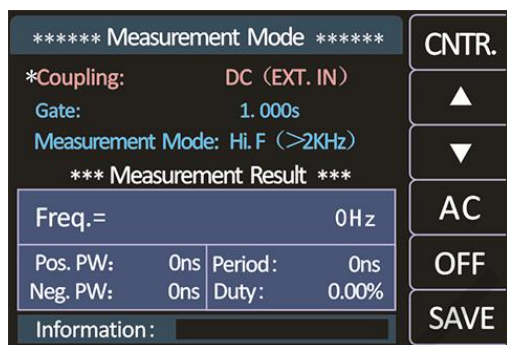 ****** Measurement Mode ******
CNTR.
*Coupling: DC（EXT. IN）
▲
Gate: 1. 000s
Measurement Mode: Hi. F（>2KHz）
▼
*** Measurement Result ***
Freq.= 0Hz
AC
Pos. PW: 0ns Period: 0ns
OFF
Neg. PW: 0ns Duty: 0.00%
Information:
SAVE